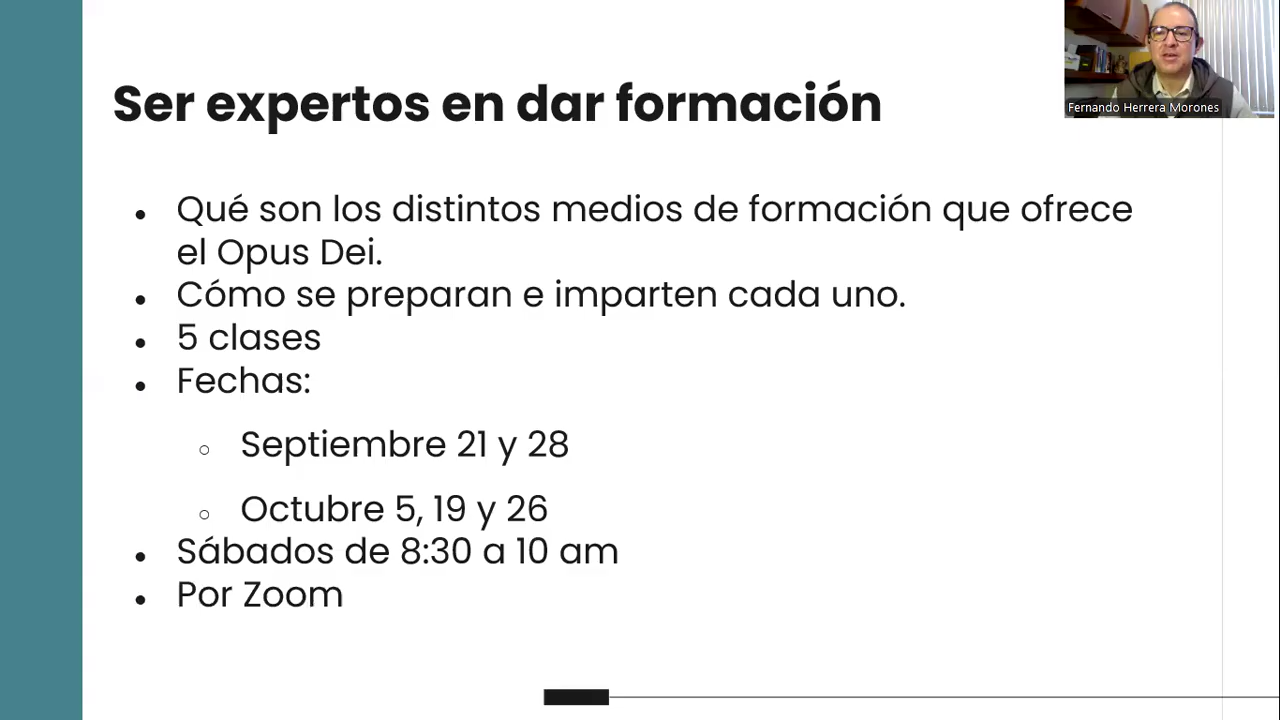 Ser expertos en dar formación
Fernando Herrera Morones
• Qué son los distintos medios de formación que ofrece
el Opus Dei.
• Cómo se preparan e imparten cada uno.
• 5 clases
• Fechas:
○ Septiembre 21 y 28
○ Octubre 5, 19 y 26
• Sábados de 8:30 a 10 am
• Por Zoom